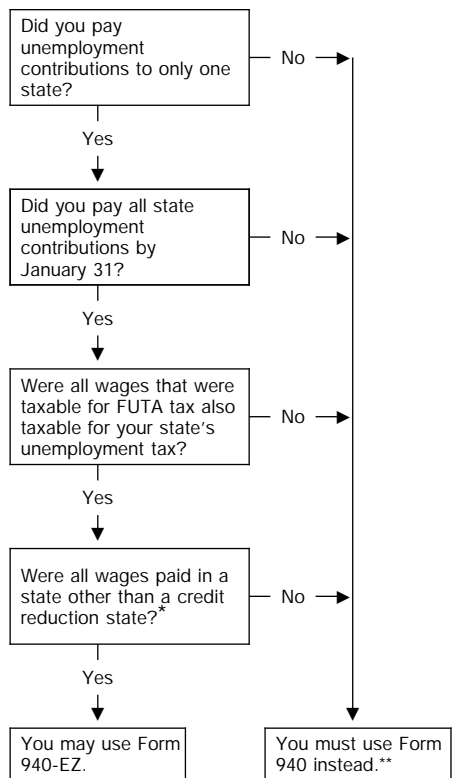 Did you pay
unemployment
contributions to only one
state?
No
Yes
Did you pay all state
unemployment
contributions by
January 31?
No
Yes
Were all wages that were
taxable for FUTA tax also
taxable for your state's
unemployment tax?
No
Yes
Were all wages paid in a
state other than a credit
reduction state?*
No
Yes
You may use Form
940-EZ.
You must use Form
940 instead.**